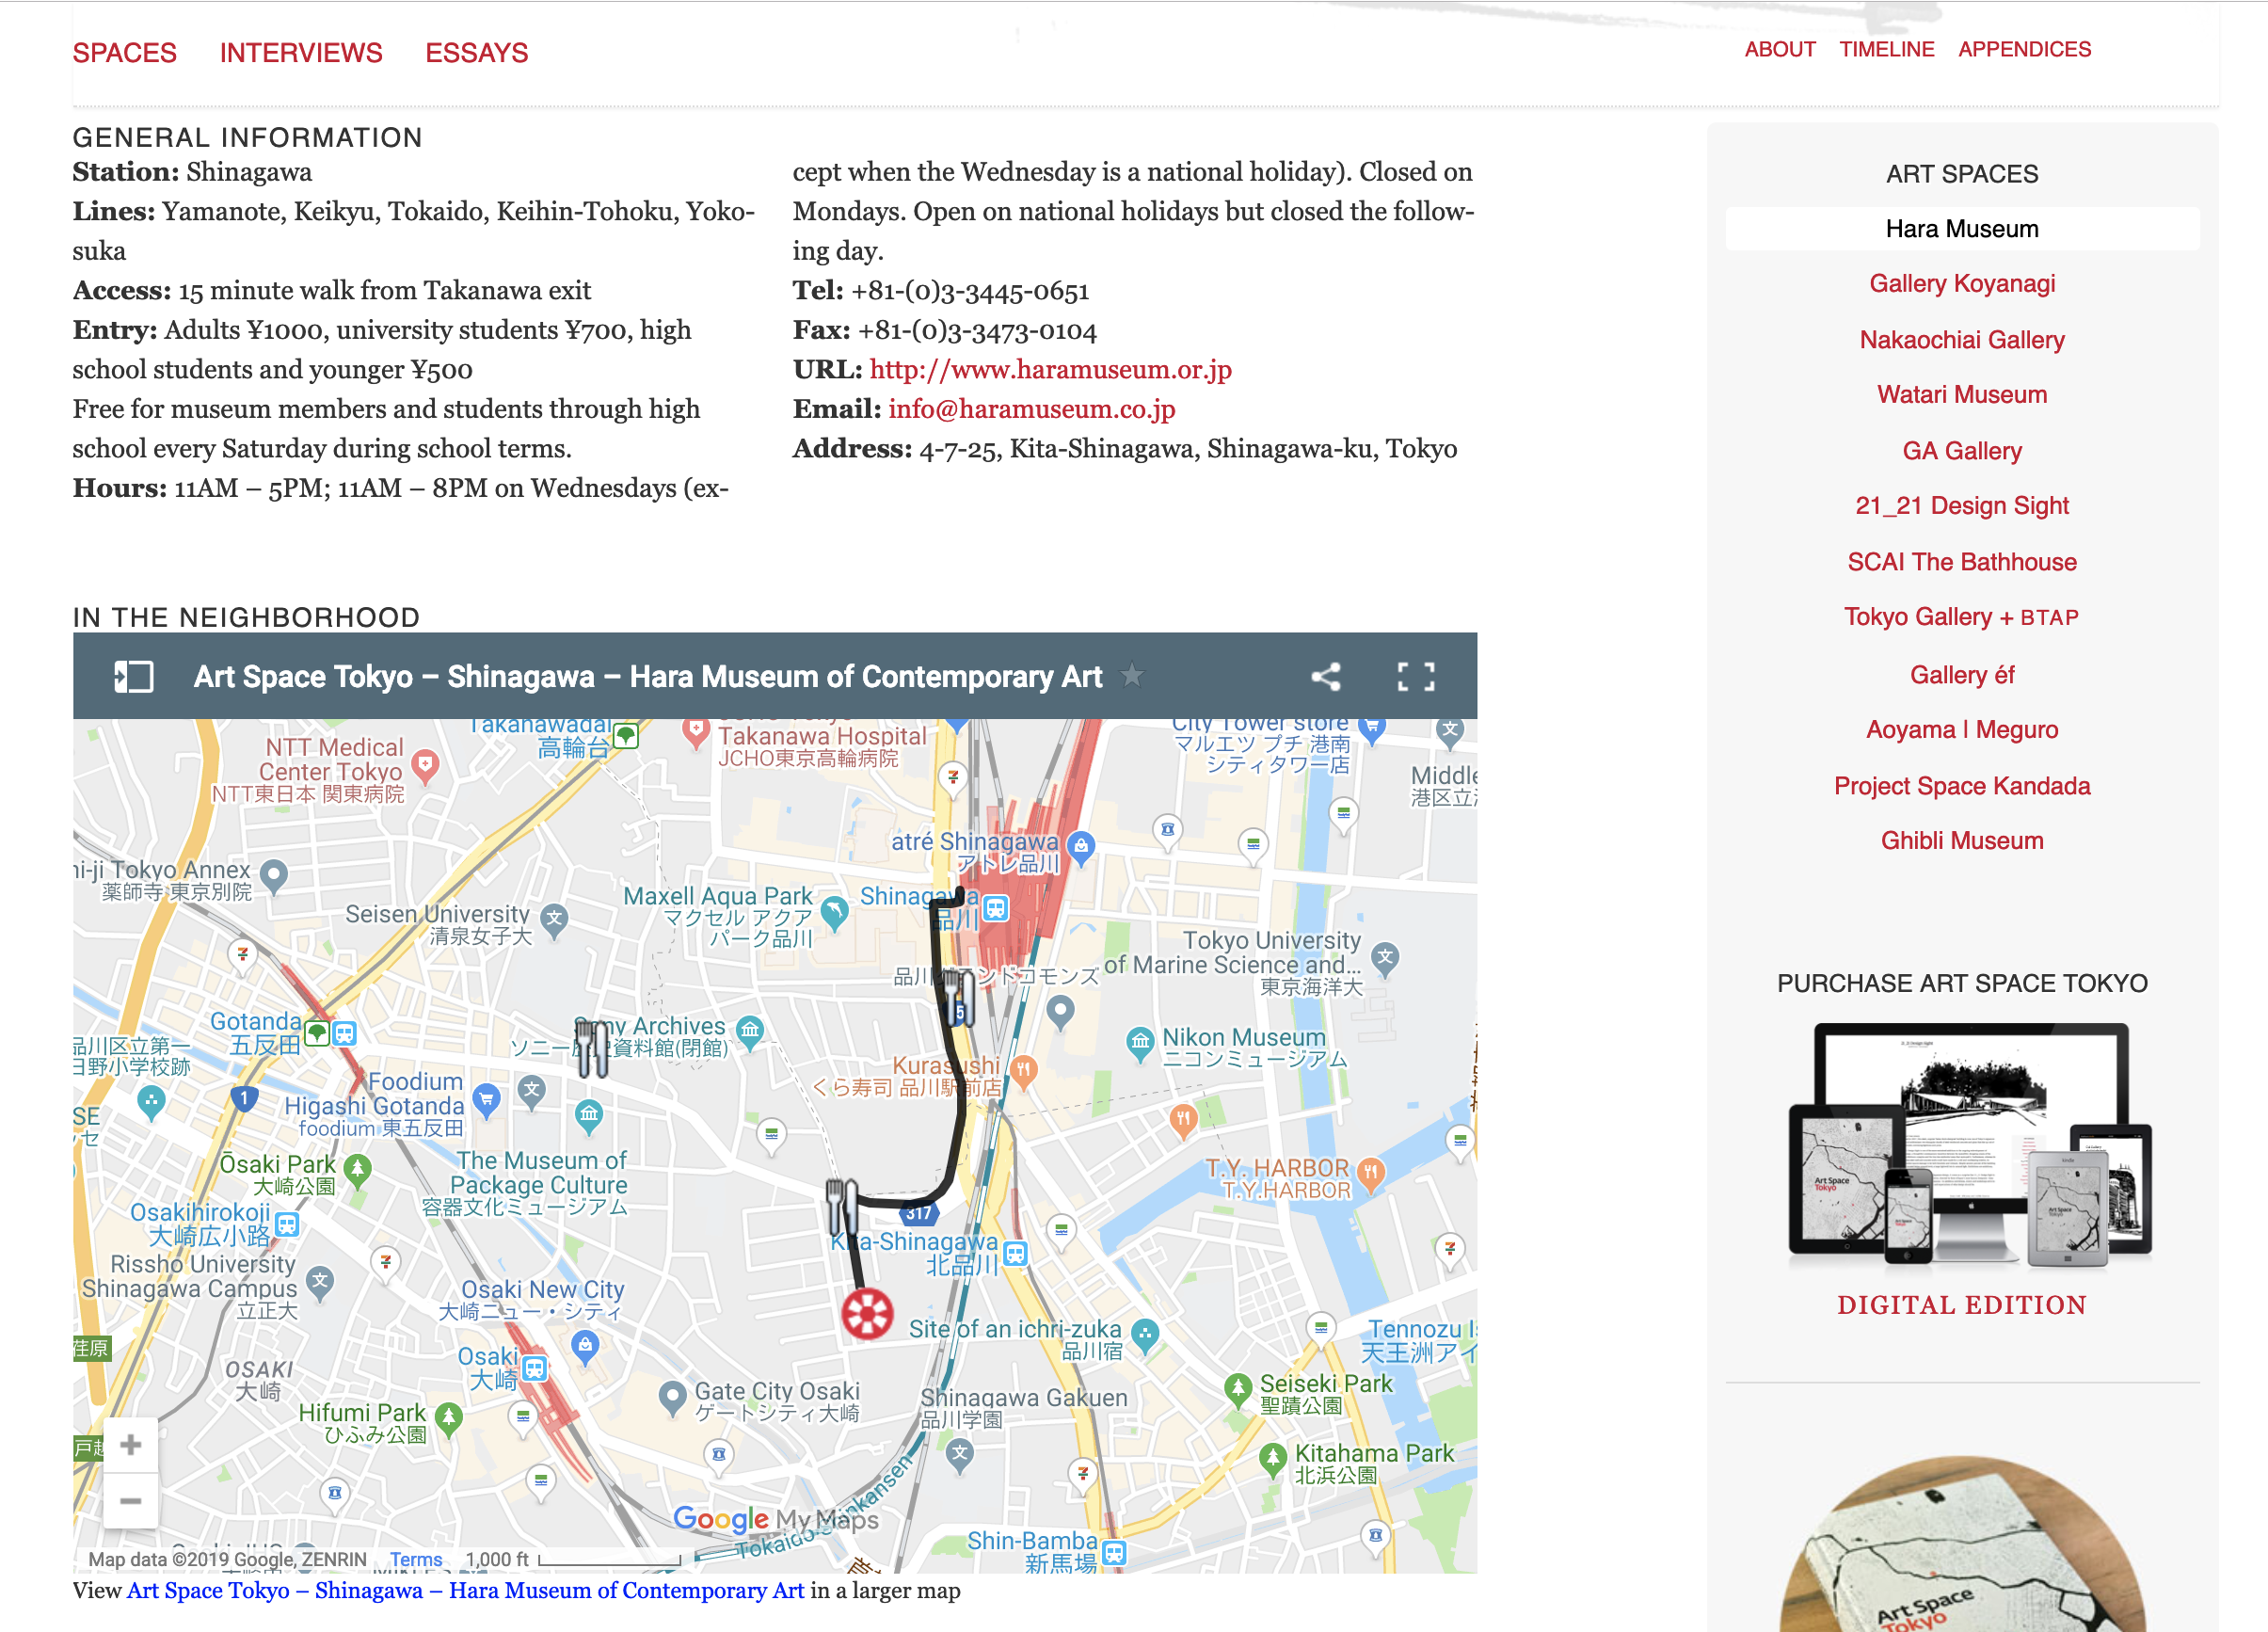 SPACES INTERVIEWS ESSAYS
ABOUT TIMELINE APPENDICES
GENERAL INFORMATION
Station: Shinagawa
Lines: Yamanote, Keikyu, Tokaido, Keihin-Tohoku, Yoko-
suka
Access: 15 minute walk from Takanawa exit
Entry: Adults ¥1000, university students ¥700, high
school students and younger ¥500
Free for museum members and students through high
school every Saturday during school terms.
Hours: 11AM – 5PM; 11AM – 8PM on Wednesdays (ex-
cept when the Wednesday is a national holiday). Closed on
Mondays. Open on national holidays but closed the follow-
ing day.
Tel: +81-(0)3-3445-0651
Fax: +81-(0)3-3473-0104
URL: http://www.haramuseum.or.jp
Email: info@haramuseum.co.jp
Address: 4-7-25, Kita-Shinagawa, Shinagawa-ku, Tokyo
IN THE NEIGHBORHOOD
Art Space Tokyo – Shinagawa – Hara Museum of Contemporary Art
Takanawadai
高輪台
NTT Medical
Center Tokyo
NTT東日本 関東病院
Takanawa Hospital
JCHO東京高輪病院
City Tower store
マルエツ プチ 港南
シティタワー店
Middle
港区立
atré Shinagawa
アトレ品川
hi-ji Tokyo Annex
薬師寺 東京別院
Seisen University
清泉女子大
Maxell Aqua Park
マクセル アクア
パーク品川
Shinagawa
品川
Tokyo University
of Marine Science and...
東京海洋大
品川グランドコモンズ
Gotanda
五反田
品川区立第一
日野小学校跡
Sony Archives
ソニー歴史資料館(閉館)
Nikon Museum
ニコンミュージアム
Kurasushi
くら寿司 品川駅前店
1
Foodium
Higashi Gotanda
foodium 東五反田
SE
Ōsaki Park
大崎公園
The Museum of
Package Culture
容器文化ミュージアム
T.Y. HARBOR
T.Y.HARBOR
317
Osakihirokoji
大崎広小路
Kita-Shinagawa
北品川
Rissho University
Shinagawa Campus
立正大
Osaki New City
大崎ニュー・シティ
Site of an ichri-zuka
品川宿
Tennozu I
天王洲アイ
荏原
OSAKI
大崎
Osaki
大崎
Gate City Osaki
ゲートシティ大崎
Shinagawa Gakuen
品川学園
Seiseki Park
聖蹟公園
Hifumi Park
ひふみ公園
Kitahama Park
北浜公園
Google My Maps
Tokaido Shinkansen
Shin-Bamba
新馬場
Map data ©2019 Google, ZENRIN Terms 1,000 ft
View Art Space Tokyo – Shinagawa – Hara Museum of Contemporary Art in a larger map
ART SPACES
Hara Museum
Gallery Koyanagi
Nakaochiai Gallery
Watari Museum
GA Gallery
21_21 Design Sight
SCAI The Bathhouse
Tokyo Gallery + BTAP
Gallery éf
Aoyama | Meguro
Project Space Kandada
Ghibli Museum
PURCHASE ART SPACE TOKYO
Art Space
Tokyo
DIGITAL EDITION
Art Space
Tokyo